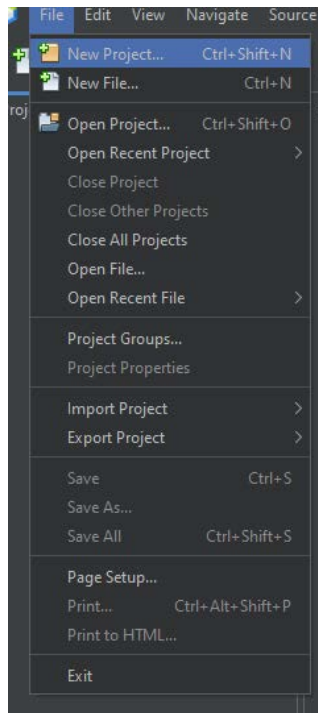 File Edit View Navigate Source
New Project... Ctrl+Shift+N
New File... Ctrl+N
roj
Open Project... Ctrl+Shift+O
Open Recent Project
Close Project
Close Other Projects
Close All Projects
Open File...
Open Recent File
Project Groups...
Project Properties
Import Project
Export Project
Save Ctrl+S
Save As...
Save All Ctrl+Shift+S
Page Setup...
Print... Ctrl+Alt+Shift+P
Print to HTML...
Exit